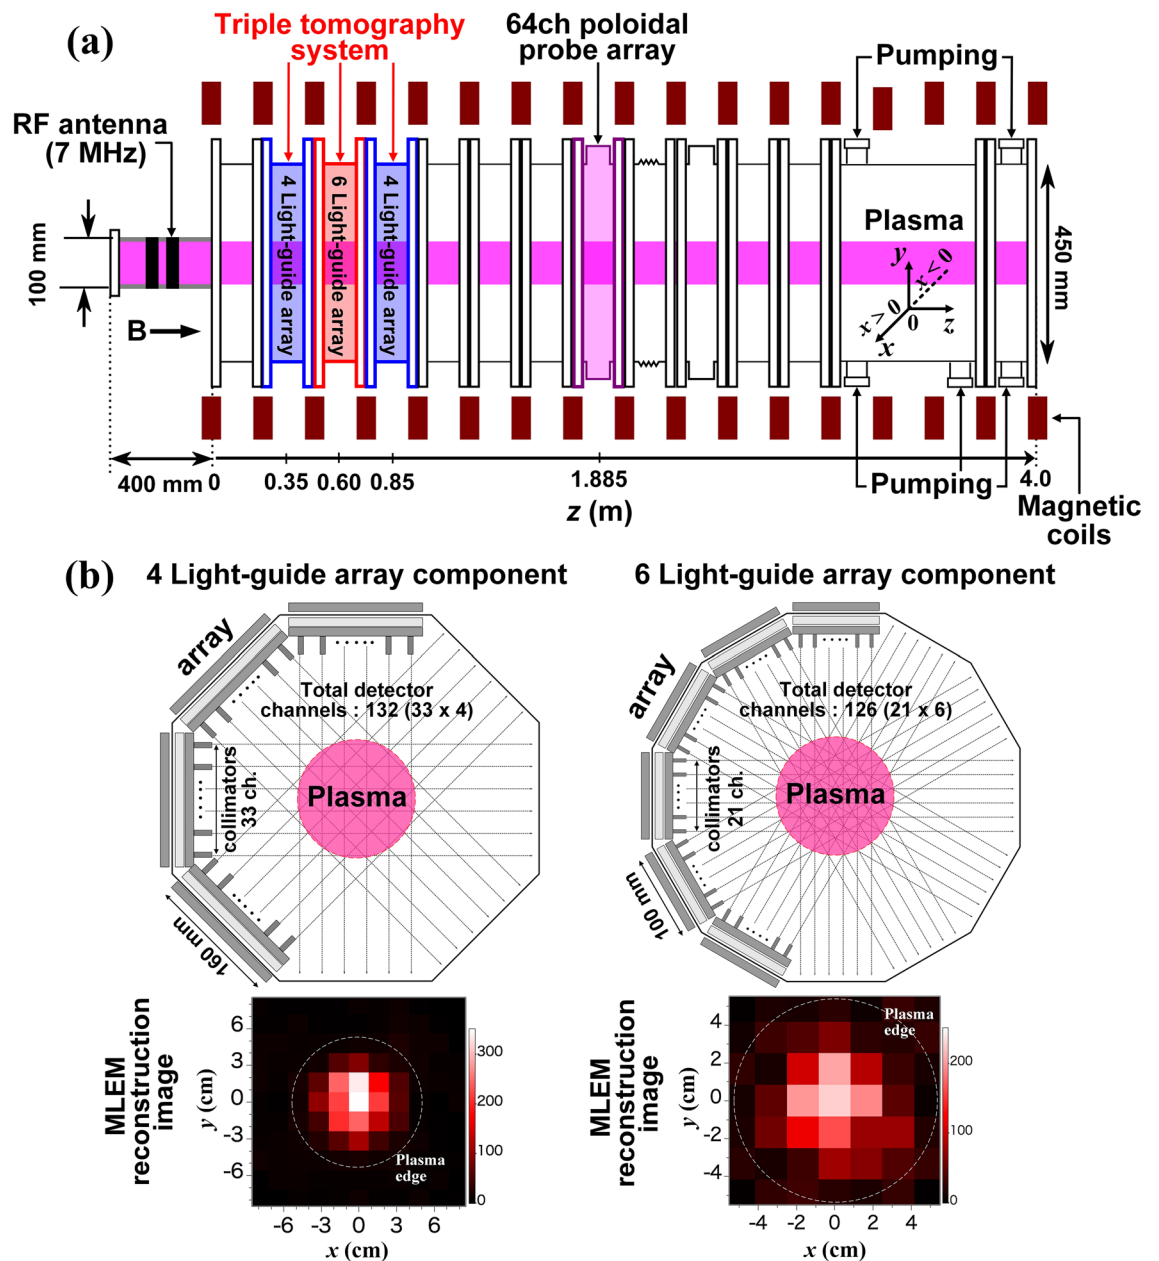 (a)
Triple tomography
system
64ch poloidal
probe array
Pumping
RF antenna
(7 MHz)
4 Light-guide array
6 Light-guide array
4 Light-guide array
Plasma
y
x < 0
x > 0
0
z
x
100 mm
450 mm
B
400 mm
0
0.35
0.60
0.85
1.885
4.0
z (m)
Pumping
Magnetic
coils
(b)
4 Light-guide array component
6 Light-guide array component
array
Total detector
channels : 132 (33 x 4)
collimators
33 ch.
Plasma
160 mm
array
Total detector
channels : 126 (21 x 6)
collimators
21 ch.
Plasma
100 mm
MLEM
reconstruction
image
y (cm)
6
3
0
-3
-6
-6 -3 0 3 6
x (cm)
Plasma
edge
300
200
100
0
MLEM
reconstruction
image
y (cm)
4
2
0
-2
-4
-4 -2 0 2 4
x (cm)
Plasma
edge
200
100
0